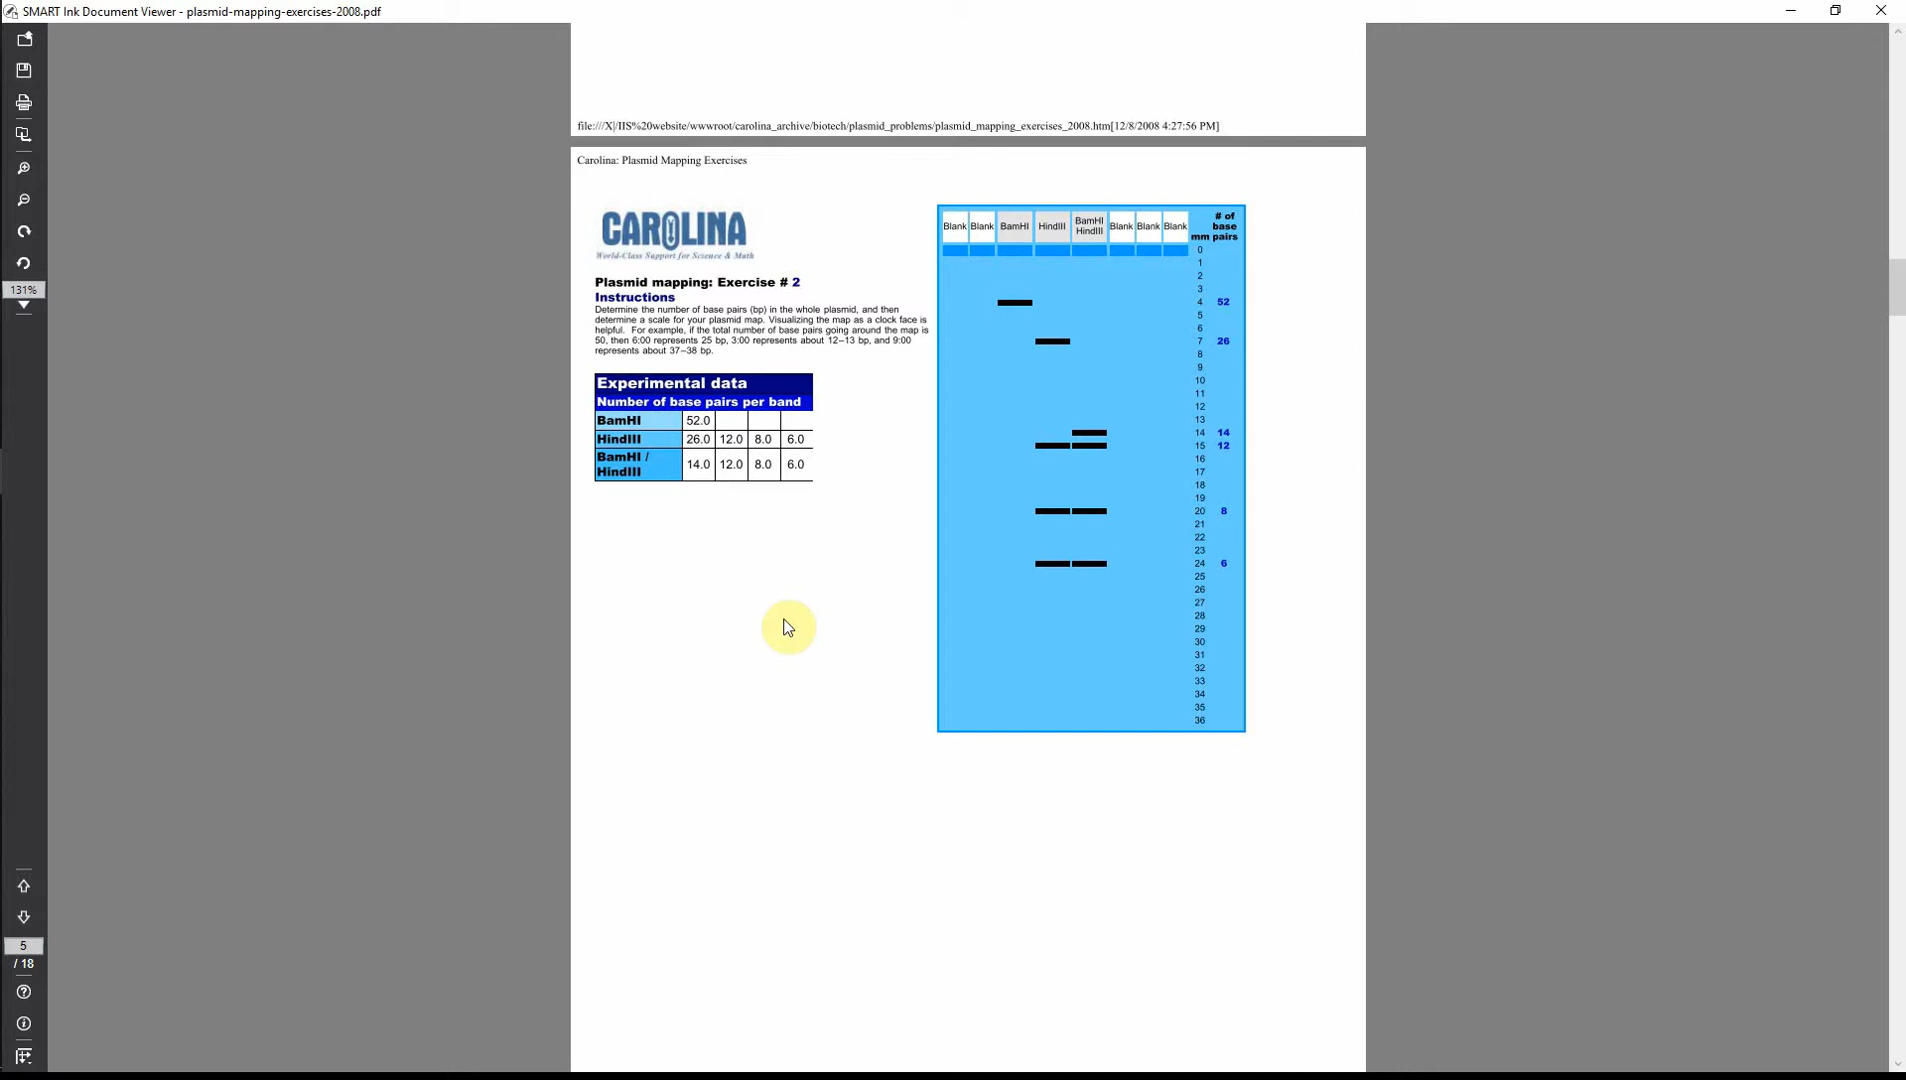 SMART Ink Document Viewer - plasmid-mapping-exercises-2008.pdf
file:///X|/IIS%20website/wwwroot/carolina_archive/biotech/plasmid_problems/plasmid_mapping_exercises_2008.htm[12/8/2008 4:27:56 PM]
Carolina: Plasmid Mapping Exercises
CAROLINA
World-Class Support for Science & Math
Plasmid mapping: Exercise # 2
Instructions
Determine the number of base pairs (bp) in the whole plasmid, and then
determine a scale for your plasmid map. Visualizing the map as a clock face is
helpful. For example, if the total number of base pairs going around the map is
50, then 6:00 represents 25 bp, 3:00 represents about 12–13 bp, and 9:00
represents about 37–38 bp.
Experimental data
Number of base pairs per band
BamHI 52.0
HindIII 26.0 12.0 8.0 6.0
BamHI /
HindIII 14.0 12.0 8.0 6.0
Blank Blank BamHI HindIII BamHI HindIII Blank Blank Blank
mm # of base pairs
0
1
2
3
4 52
5
6
7 26
8
9
10
11
12
13
14 14
15 12
16
17
18
19
20 8
21
22
23
24 6
25
26
27
28
29
30
31
32
33
34
35
36
131%
5
/ 18